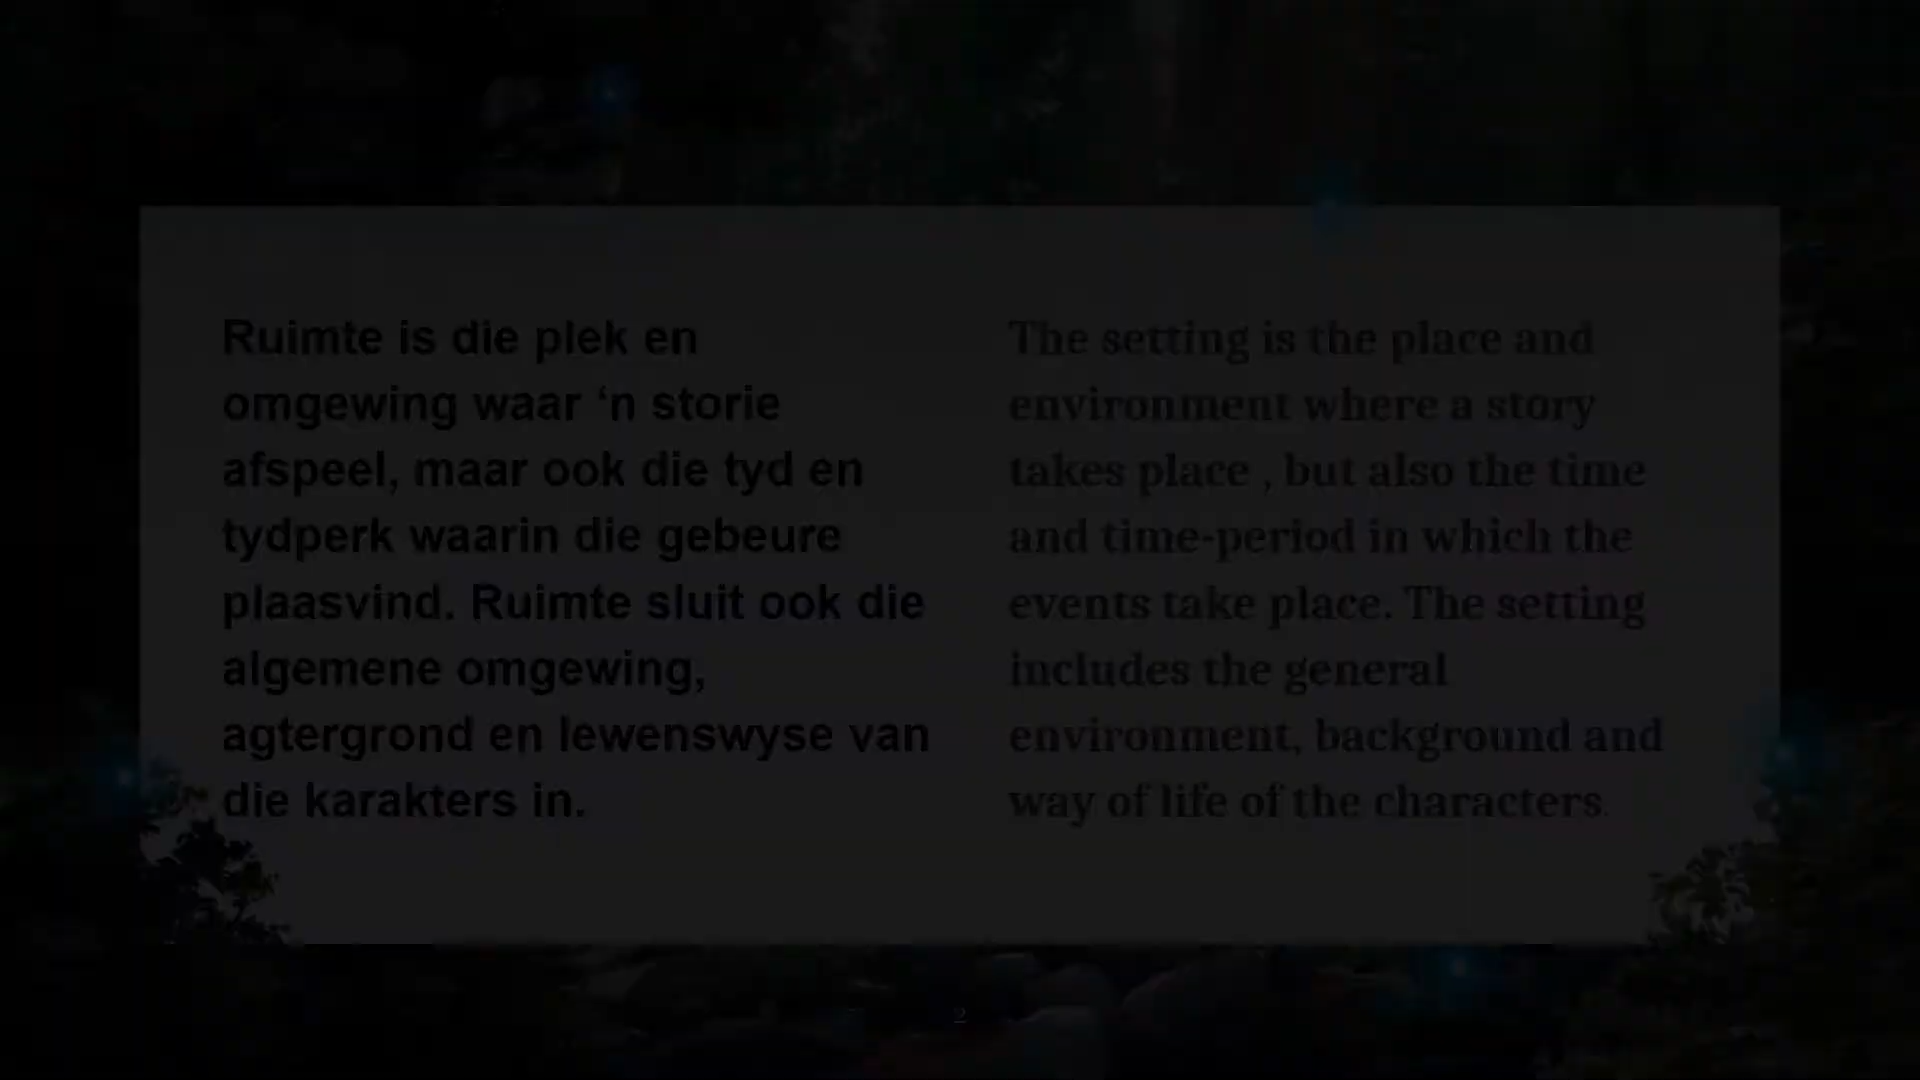 Ruimte is die plek en
omgewing waar ‘n storie
afspeel, maar ook die tyd en
tydperk waarin die gebeure
plaasvind. Ruimte sluit ook die
algemene omgewing,
agtergrond en lewenswyse van
die karakters in.
The setting is the place and
environment where a story
takes place , but also the time
and time-period in which the
events take place. The setting
includes the general
environment, background and
way of life of the characters.
2